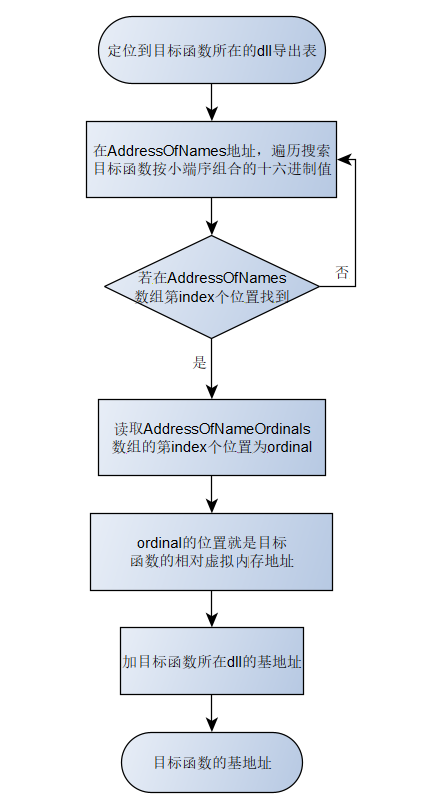 定位到目标函数所在的dll导出表
在AddressOfNames地址，遍历搜索
目标函数按小端序组合的十六进制值
若在AddressOfNames
数组第index个位置找到
否
是
读取AddressOfNameOrdinals
数组的第index个位置为ordinal
ordinal的位置就是目标
函数的相对虚拟内存地址
加目标函数所在dll的基地址
目标函数的基地址